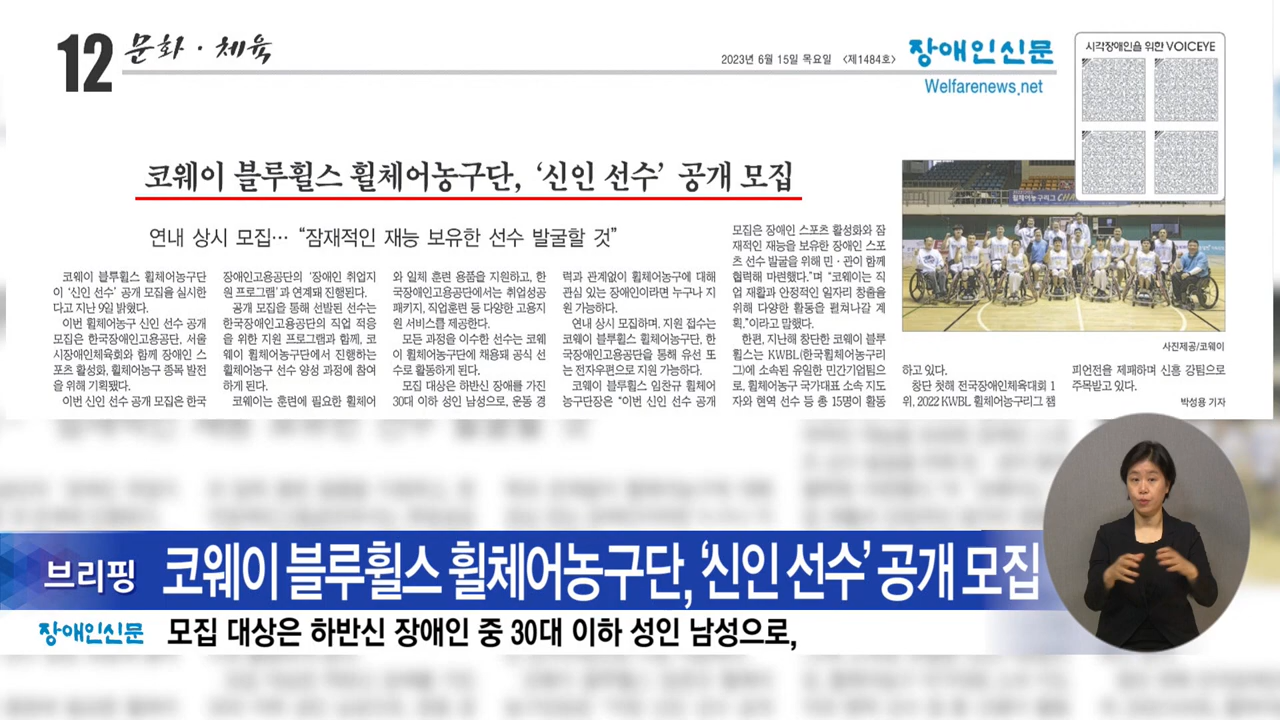 12 문화·체육
2023년 6월 15일 목요일 <제1484호>
장애인신문
Welfarenews.net
시각장애인을 위한 VOICEYE
코웨이 블루휠스 휠체어농구단, ‘신인 선수’ 공개 모집
연내 상시 모집… “잠재적인 재능 보유한 선수 발굴할 것”
코웨이 블루휠스 휠체어농구단
이 ‘신인 선수’ 공개 모집을 실시한
다고 지난 9일 밝혔다.
이번 휠체어농구 신인 선수 공개
모집은 한국장애인고용공단, 서울
시장애인체육회와 함께 장애인 스
포츠 활성화, 휠체어농구 종목 발전
을 위해 기획됐다.
이번 신인 선수 공개 모집은 한국
장애인고용공단의 ‘장애인 취업지
원 프로그램’과 연계돼 진행된다.
공개 모집을 통해 선발된 선수는
한국장애인고용공단의 직업 적응
을 위한 지원 프로그램과 함께, 코
웨이 휠체어농구단에서 진행하는
휠체어농구 선수 양성 과정에 참여
하게 된다.
코웨이는 훈련에 필요한 휠체어
와 일체 훈련 용품을 지원하고, 한
국장애인고용공단에서는 취업성공
패키지, 직업훈련 등 다양한 고용지
원 서비스를 제공한다.
모든 과정을 이수한 선수는 코웨
이 휠체어농구단에 채용돼 공식 선
수로 활동하게 된다.
모집 대상은 하반신 장애를 가진
30대 이하 성인 남성으로, 운동 경
력과 관계없이 휠체어농구에 대해
관심 있는 장애인이라면 누구나 지
원 가능하다.
연내 상시 모집하며, 지원 접수는
코웨이 블루휠스 휠체어농구단, 한
국장애인고용공단을 통해 유선 또
는 전자우편으로 지원 가능하다.
코웨이 블루휠스 임찬규 휠체어
농구단장은 “이번 신인 선수 공개
모집은 장애인 스포츠 활성화와 잠
재적인 재능을 보유한 장애인 스포
츠 선수 발굴을 위해 민·관이 함께
협력해 마련했다.”며 “코웨이는 직
업 재활과 안정적인 일자리 창출을
위해 다양한 활동을 펼쳐나갈 계
획.”이라고 말했다.
한편, 지난해 창단한 코웨이 블루
휠스는 KWBL(한국휠체어농구리
그)에 소속된 유일한 민간기업팀으
로, 휠체어농구 국가대표 소속 지도
자와 현역 선수 등 총 15명이 활동
사진제공/코웨이
하고 있다.
창단 첫해 전국장애인체육대회 1
위, 2022 KWBL 휠체어농구리그 챔
피언전을 제패하며 신흥 강팀으로
주목받고 있다.
박성용 기자
브리핑 코웨이 블루휠스 휠체어농구단, ‘신인 선수’ 공개 모집
장애인신문 모집 대상은 하반신 장애인 중 30대 이하 성인 남성으로,